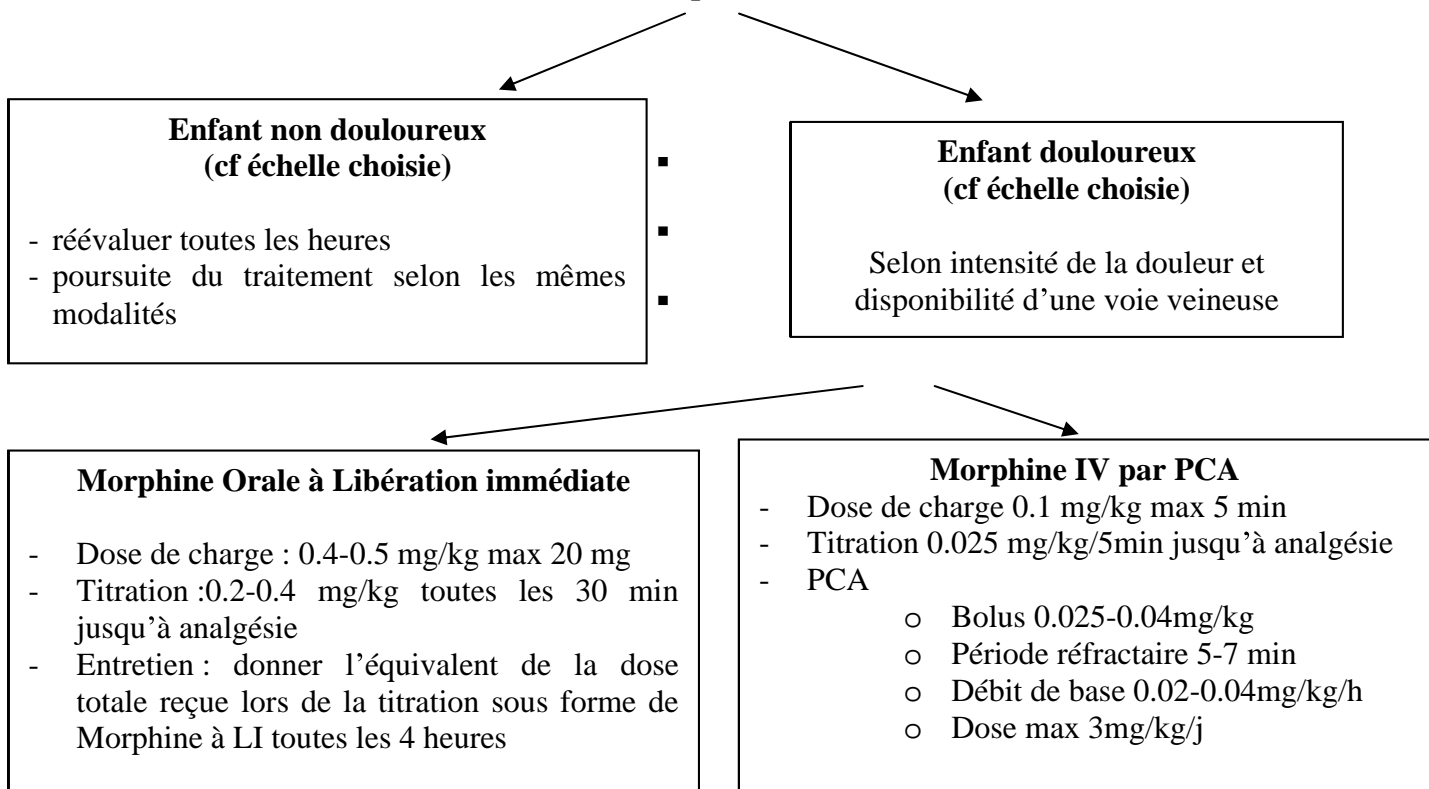 Enfant non douloureux
(cf échelle choisie)
- réévaluer toutes les heures
- poursuite du traitement selon les mêmes
modalités
▪
▪
▪
Enfant douloureux
(cf échelle choisie)
Selon intensité de la douleur et
disponibilité d’une voie veineuse
Morphine Orale à Libération immédiate
- Dose de charge : 0.4-0.5 mg/kg max 20 mg
- Titration :0.2-0.4 mg/kg toutes les 30 min
jusqu’à analgésie
- Entretien : donner l’équivalent de la dose
totale reçue lors de la titration sous forme de
Morphine à LI toutes les 4 heures
Morphine IV par PCA
- Dose de charge 0.1 mg/kg max 5 min
- Titration 0.025 mg/kg/5min jusqu’à analgésie
- PCA
o Bolus 0.025-0.04mg/kg
o Période réfractaire 5-7 min
o Débit de base 0.02-0.04mg/kg/h
o Dose max 3mg/kg/j